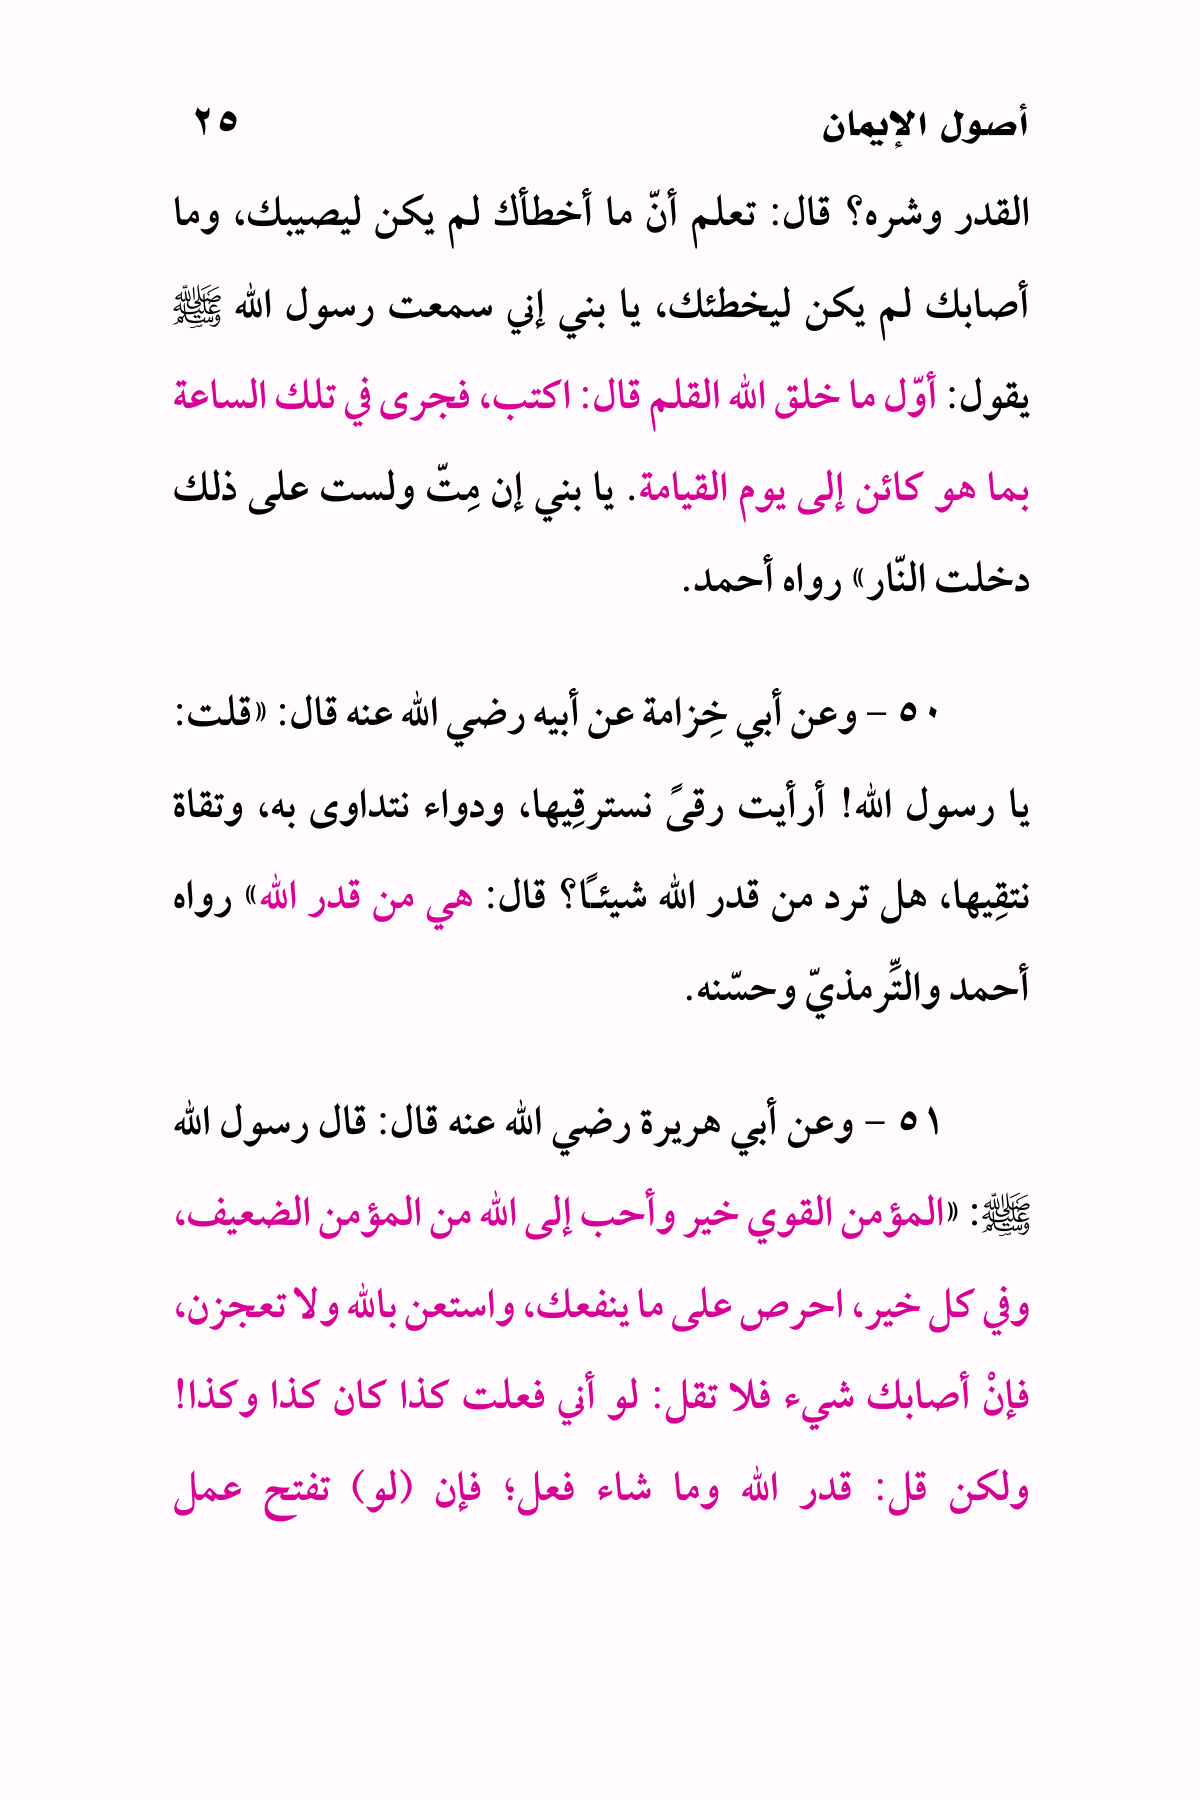 أصول الإيمان ٢٥
القدر وشره؟ قال: تعلم أنّ ما أخطأك لم يكن ليصيبك، وما
أصابك لم يكن ليخطئك، يا بني إني سمعت رسول الله ﷺ
يقول: أوّل ما خلق الله القلم قال: اكتب، فجرى في تلك الساعة
بما هو كائن إلى يوم القيامة. يا بني إن مِتّ ولست على ذلك
دخلت النّار» رواه أحمد.
٥٠ – وعن أبي خِزامة عن أبيه رضي الله عنه قال: «قلت:
يا رسول الله! أرأيت رقىً نسترقِيها، ودواء نتداوى به، وتقاة
نتقِيها، هل ترد من قدر الله شيئـًا؟ قال: هي من قدر الله» رواه
أحمد والتِّرمذيّ وحسّنه.
٥١ – وعن أبي هريرة رضي الله عنه قال: قال رسول الله
ﷺ: «المؤمن القوي خير وأحب إلى الله من المؤمن الضعيف،
وفي كل خير، احرص على ما ينفعك، واستعن بالله ولا تعجزن،
فإنْ أصابك شيء فلا تقل: لو أني فعلت كذا كان كذا وكذا!
ولكن قل: قدر الله وما شاء فعل؛ فإن (لو) تفتح عمل